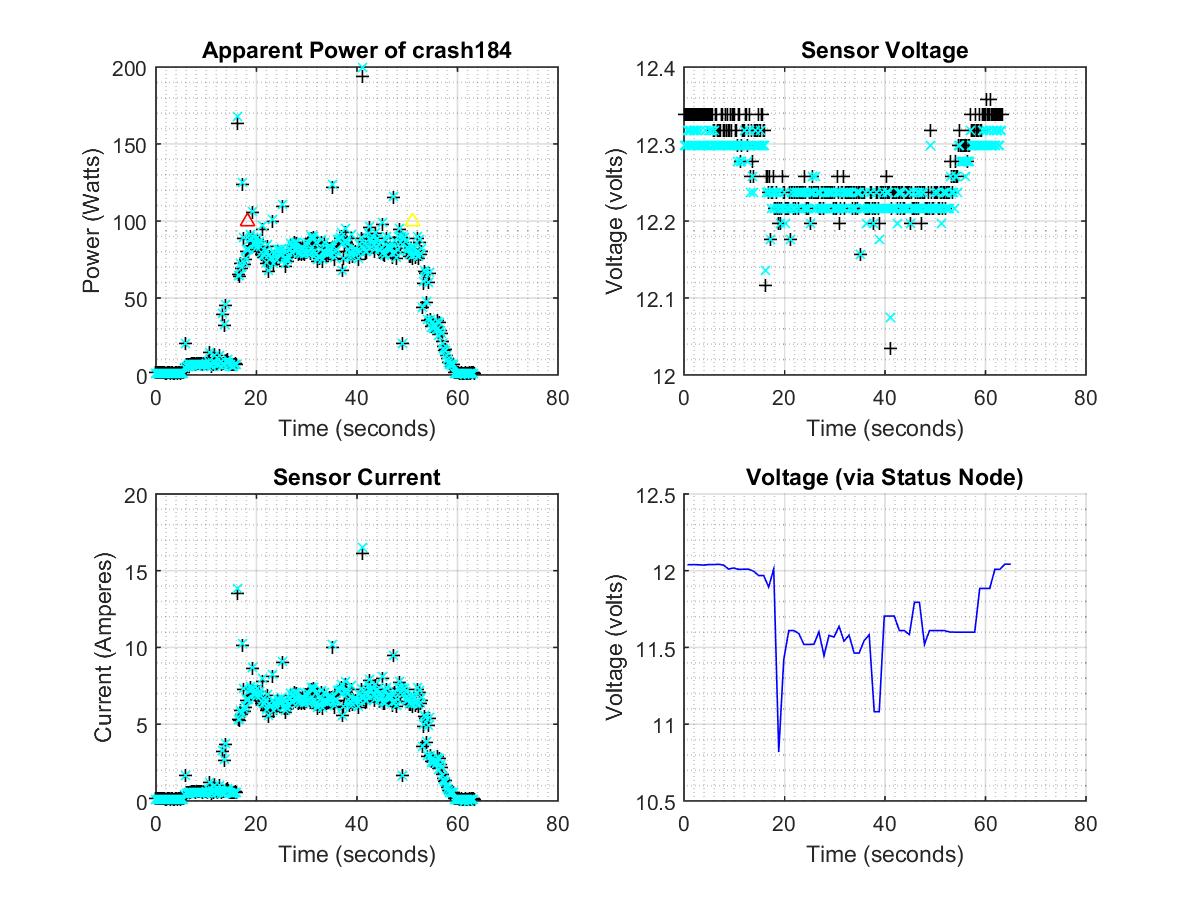 Apparent Power of crash184
200
150
100
50
0
Power (Watts)
0 20 40 60 80
Time (seconds)
Sensor Voltage
12.4
12.3
12.2
12.1
12
Voltage (volts)
0 20 40 60 80
Time (seconds)
Sensor Current
20
15
10
5
0
Current (Amperes)
0 20 40 60 80
Time (seconds)
Voltage (via Status Node)
12.5
12
11.5
11
10.5
Voltage (volts)
0 20 40 60 80
Time (seconds)